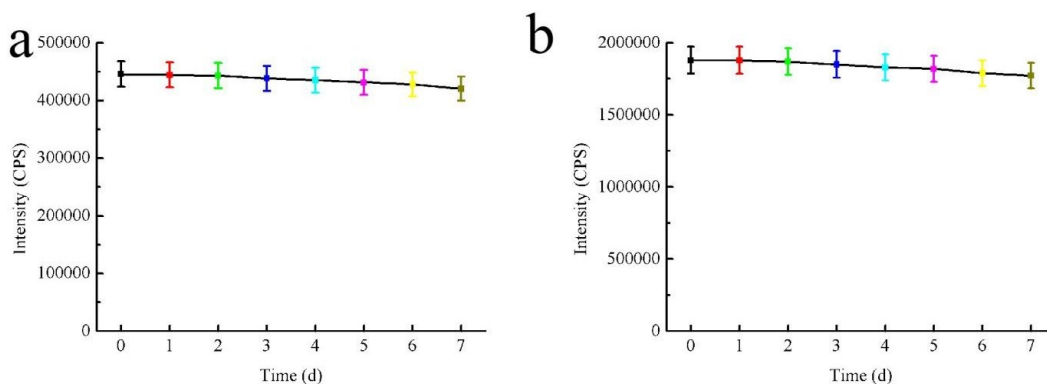 a
500000
400000
300000
200000
100000
0
Intensity (CPS)
0 1 2 3 4 5 6 7
Time (d)
b
2000000
1500000
1000000
500000
0
Intensity (CPS)
0 1 2 3 4 5 6 7
Time (d)